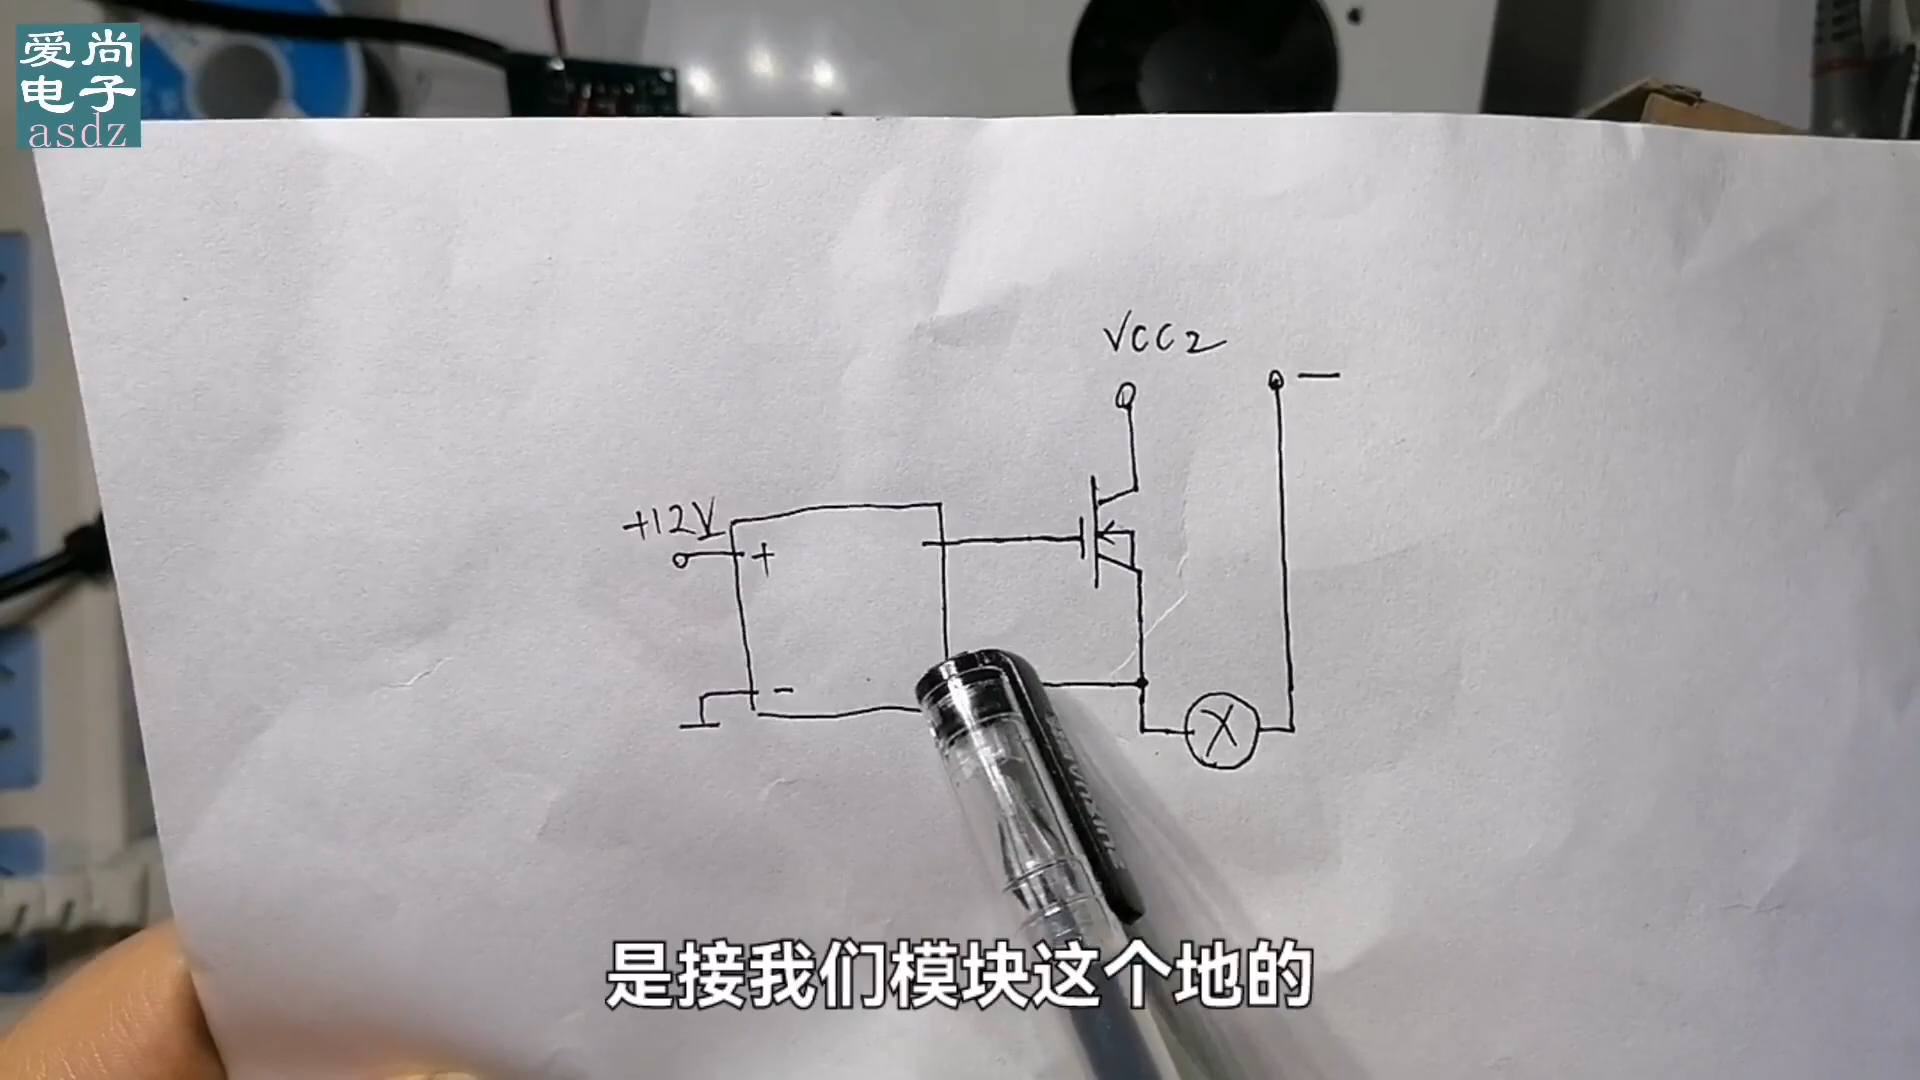 爱尚
电子
asdz
VCC2
—
+12V
+
-
是接我们模块这个地的